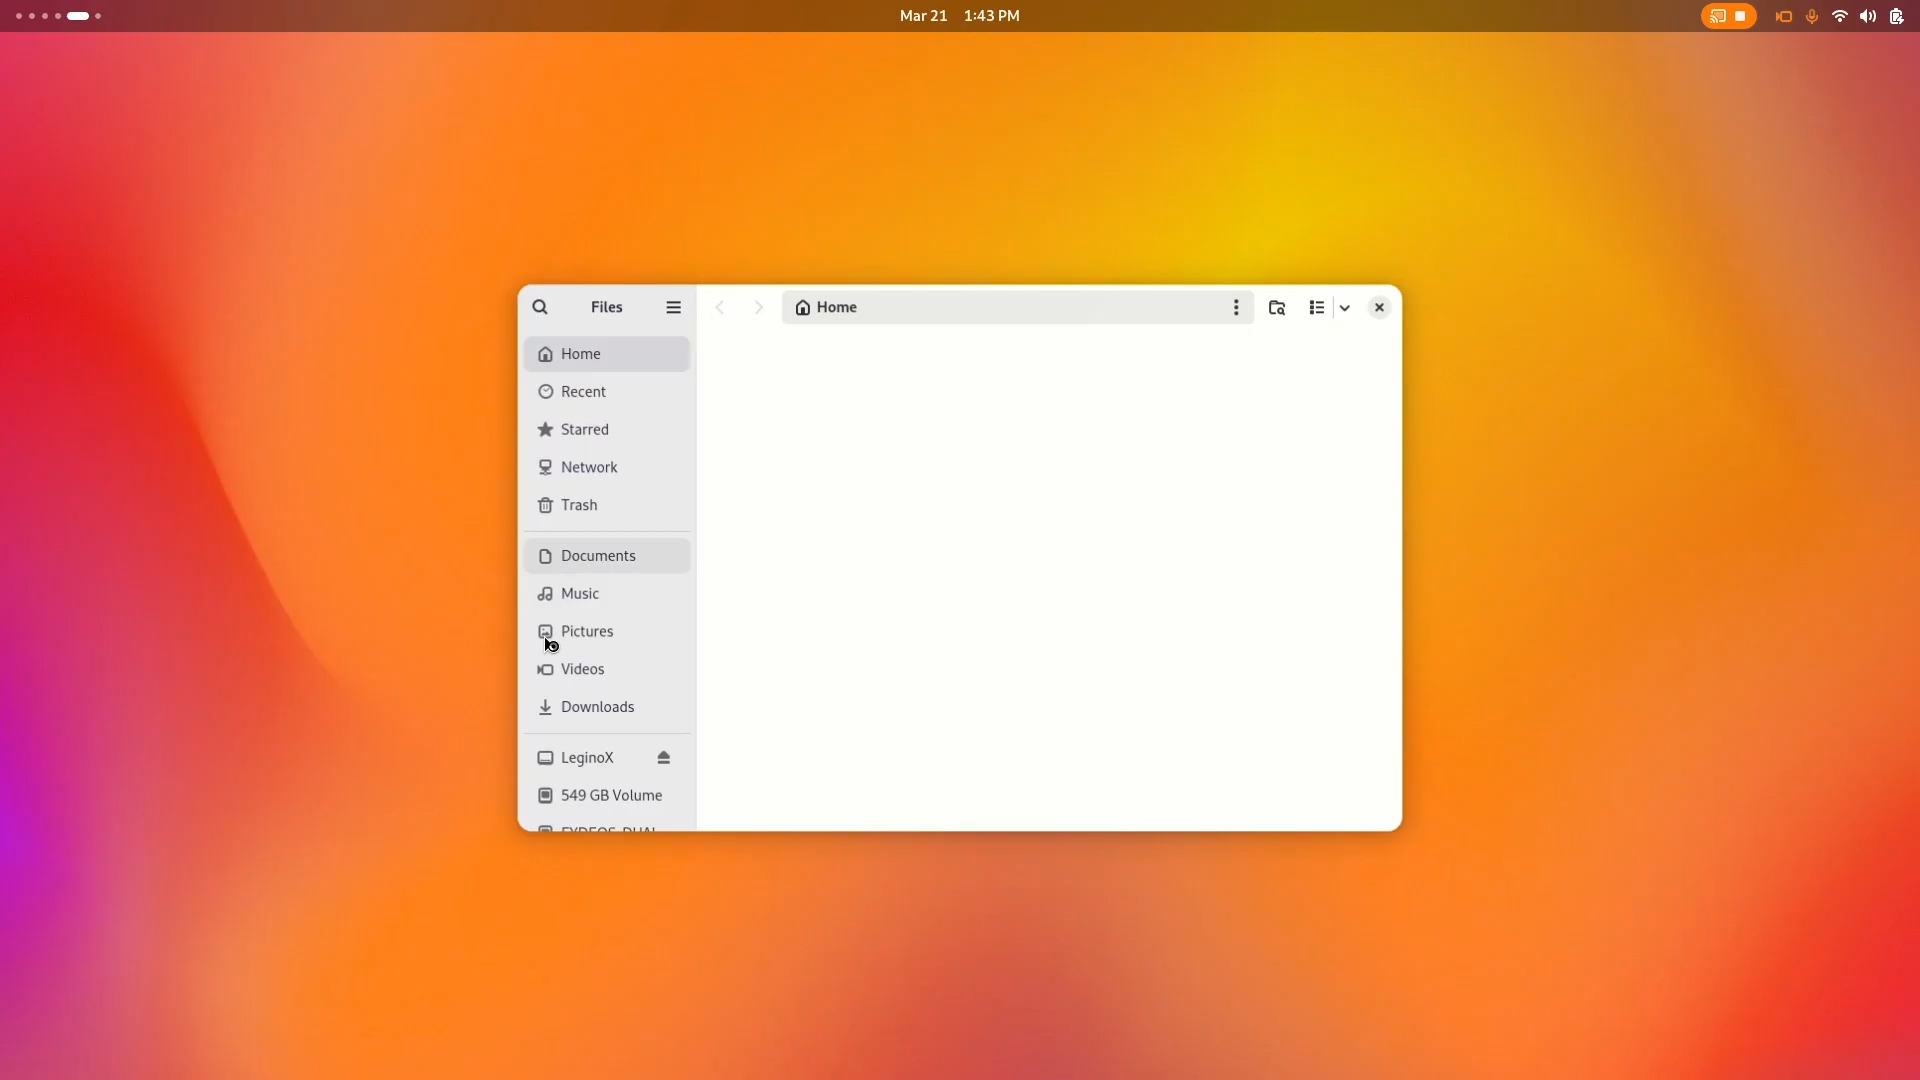 Mar 21 1:43 PM
Files
Home
Home
Recent
Starred
Network
Trash
Documents
Music
Pictures
Videos
Downloads
LeginoX
549 GB Volume